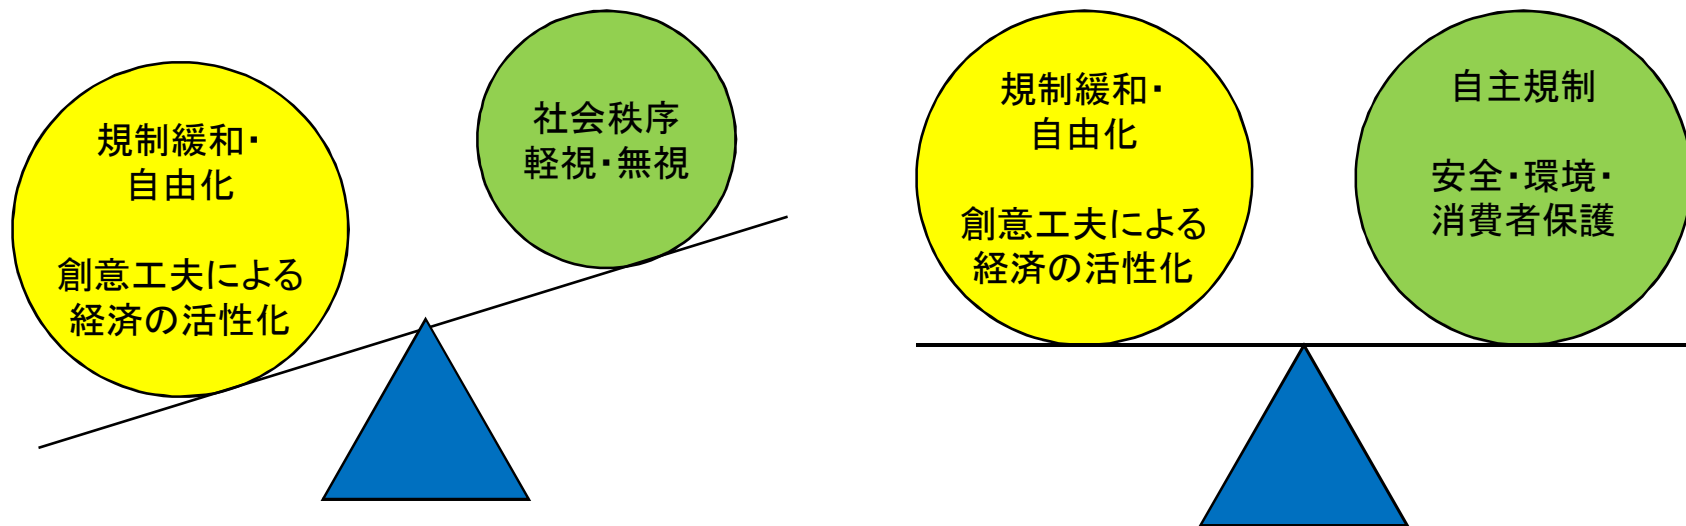 規制緩和・
自由化
創意工夫による
経済の活性化
社会秩序
軽視・無視
規制緩和・
自由化
創意工夫による
経済の活性化
自主規制
安全・環境・
消費者保護